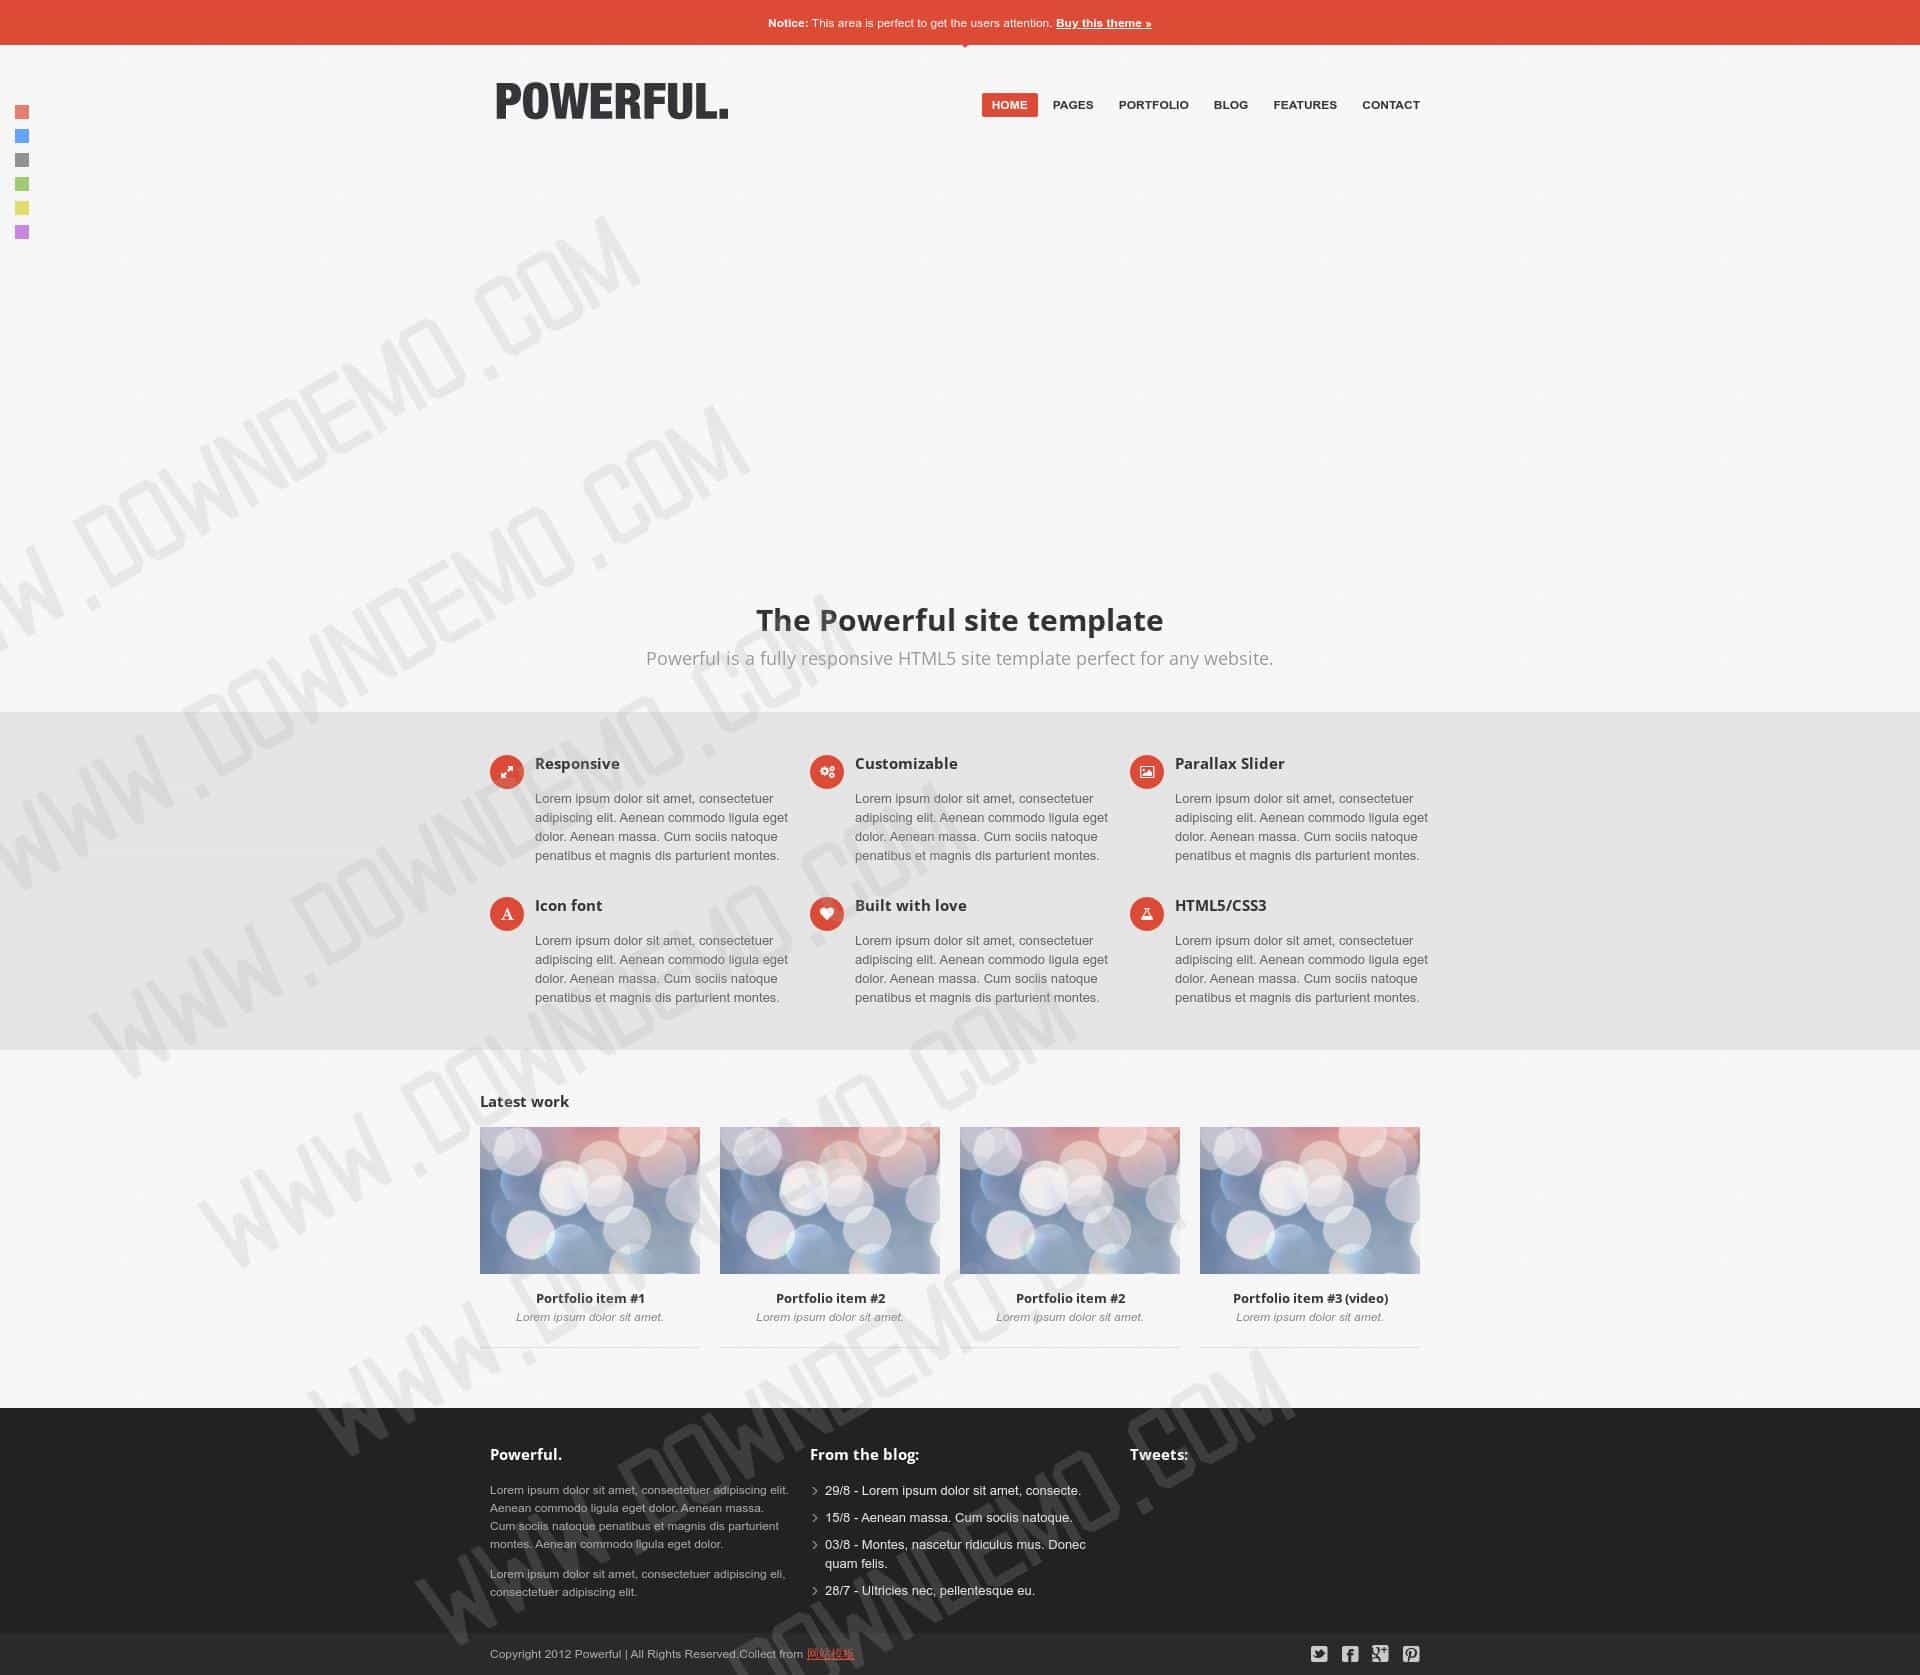 Notice: This area is perfect to get the users attention. Buy this theme »
POWERFUL.
HOME PAGES PORTFOLIO BLOG FEATURES CONTACT
The Powerful site template
Powerful is a fully responsive HTML5 site template perfect for any website.
Responsive
Lorem ipsum dolor sit amet, consectetuer
adipiscing elit. Aenean commodo ligula eget
dolor. Aenean massa. Cum sociis natoque
penatibus et magnis dis parturient montes.
Customizable
Lorem ipsum dolor sit amet, consectetuer
adipiscing elit. Aenean commodo ligula eget
dolor. Aenean massa. Cum sociis natoque
penatibus et magnis dis parturient montes.
Parallax Slider
Lorem ipsum dolor sit amet, consectetuer
adipiscing elit. Aenean commodo ligula eget
dolor. Aenean massa. Cum sociis natoque
penatibus et magnis dis parturient montes.
Icon font
Lorem ipsum dolor sit amet, consectetuer
adipiscing elit. Aenean commodo ligula eget
dolor. Aenean massa. Cum sociis natoque
penatibus et magnis dis parturient montes.
Built with love
Lorem ipsum dolor sit amet, consectetuer
adipiscing elit. Aenean commodo ligula eget
dolor. Aenean massa. Cum sociis natoque
penatibus et magnis dis parturient montes.
HTML5/CSS3
Lorem ipsum dolor sit amet, consectetuer
adipiscing elit. Aenean commodo ligula eget
dolor. Aenean massa. Cum sociis natoque
penatibus et magnis dis parturient montes.
Latest work
Portfolio item #1
Lorem ipsum dolor sit amet.
Portfolio item #2
Lorem ipsum dolor sit amet.
Portfolio item #2
Lorem ipsum dolor sit amet.
Portfolio item #3 (video)
Lorem ipsum dolor sit amet.
Powerful.
Lorem ipsum dolor sit amet, consectetuer adipiscing elit.
Aenean commodo ligula eget dolor. Aenean massa.
Cum sociis natoque penatibus et magnis dis parturient
montes. Aenean commodo ligula eget dolor.
Lorem ipsum dolor sit amet, consectetuer adipiscing eli,
consectetuer adipiscing elit.
From the blog:
29/8 - Lorem ipsum dolor sit amet, consecte.
15/8 - Aenean massa. Cum sociis natoque.
03/8 - Montes, nascetur ridiculus mus. Donec
quam felis.
28/7 - Ultricies nec, pellentesque eu.
Tweets:
Copyright 2012 Powerful | All Rights Reserved.Collect from 网站模板
W.DOWNDEMO.COM
WWW.DOWNDEMO.COM
WWW.DOWNDEMO.COM
WWW.DOWNDEMO.COM
WWW.DOWNDEMO.COM
WWW.DOWNDEMO.COM
DOWNDEMO.COM